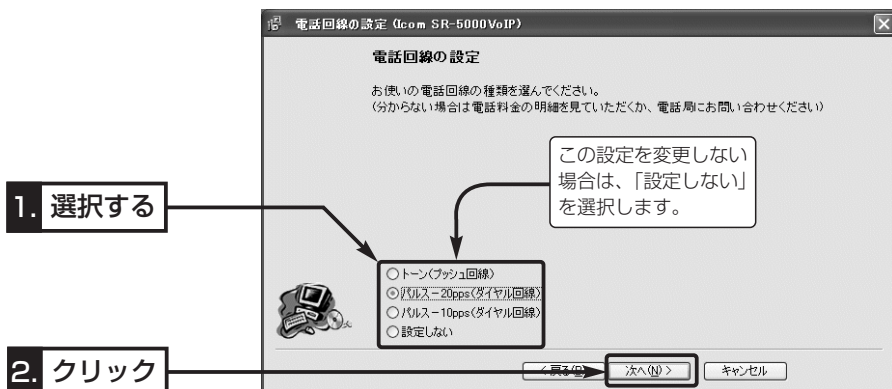 電話回線の設定 (Icom SR-5000VoIP)
電話回線の設定
お使いの電話回線の種類を選んでください。
(分からない場合は電話料金の明細を見ていただくか、電話局にお問い合わせください)
この設定を変更しない
場合は、「設定しない」
を選択します。
1. 選択する
トーン(プッシュ回線)
パルス－20pps(ダイヤル回線)
パルス－10pps(ダイヤル回線)
設定しない
2. クリック
< 戻る(B)
次へ(N) >
キャンセル